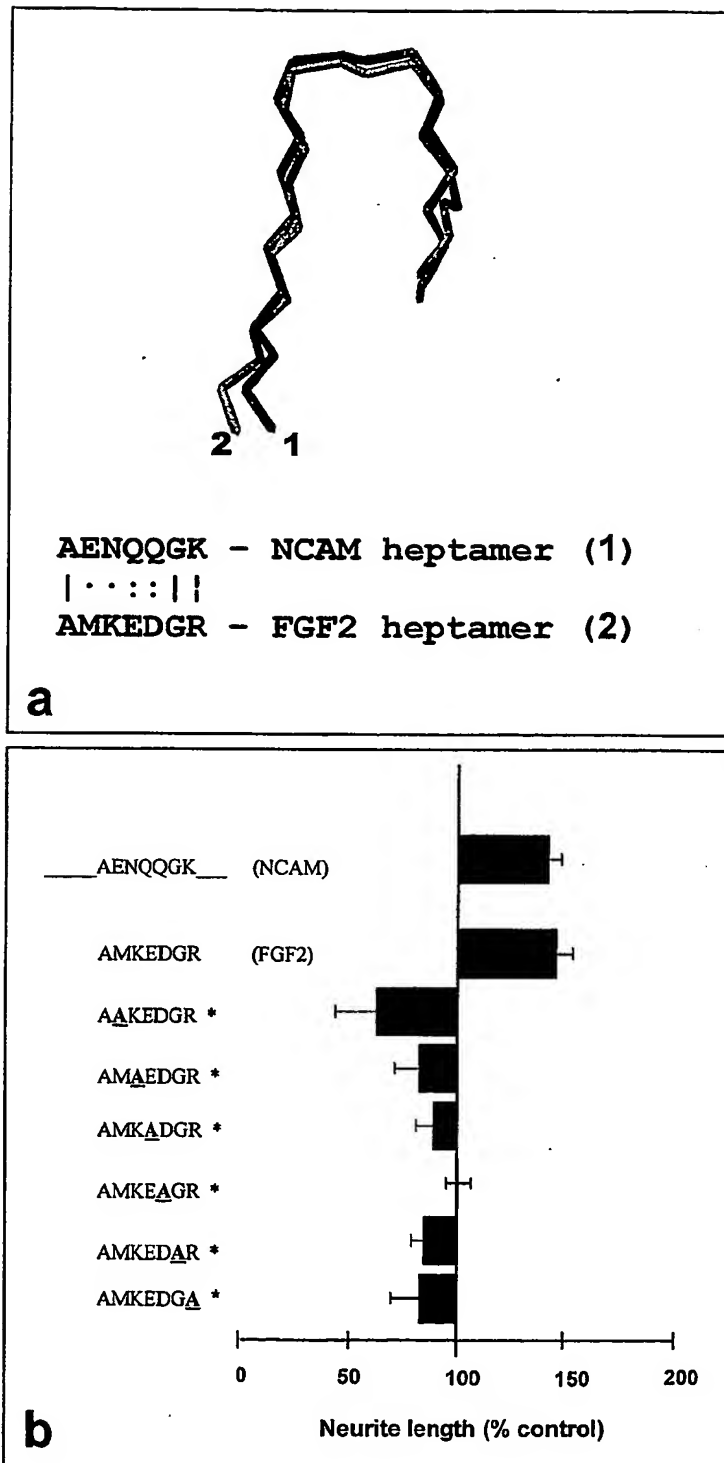 2 1
AENQQGK – NCAM heptamer (1)
|··::|¦
AMKEDGR – FGF2 heptamer (2)
a
____AENQQGK___ (NCAM)
AMKEDGR (FGF2)
AAKEDGR *
AMAEDGR *
AMKADGR *
AMKEAGR *
AMKEDAR *
AMKEDGA *
0 50 100 150 200
Neurite length (% control)
b